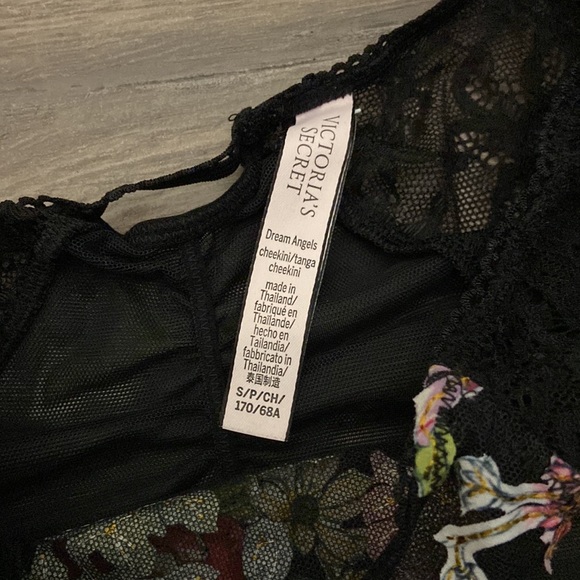 VICTORIA'S
SECRET
Dream Angels
cheekini/tanga
cheekini
made in
Thailand/
fabriqué en
Thaïlande/
hecho en
Tailandia/
fabbricato in
Thailandia/
泰国制造
S/P/CH/
170/68A